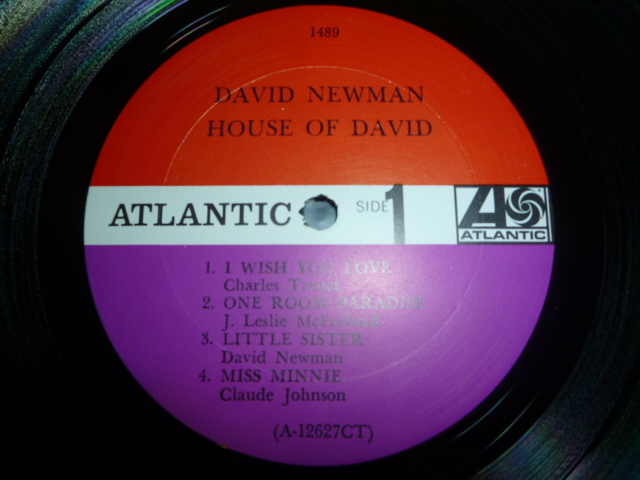 1489
DAVID NEWMAN
HOUSE OF DAVID
ATLANTIC SIDE 1 A ATLANTIC
1. I WISH YOU LOVE
Charles
2. ONE ROOM PARADISE
J. Leslie
3. LITTLE SISTER
David Newman
4. MISS MINNIE
Claude Johnson
(A-12627CT)